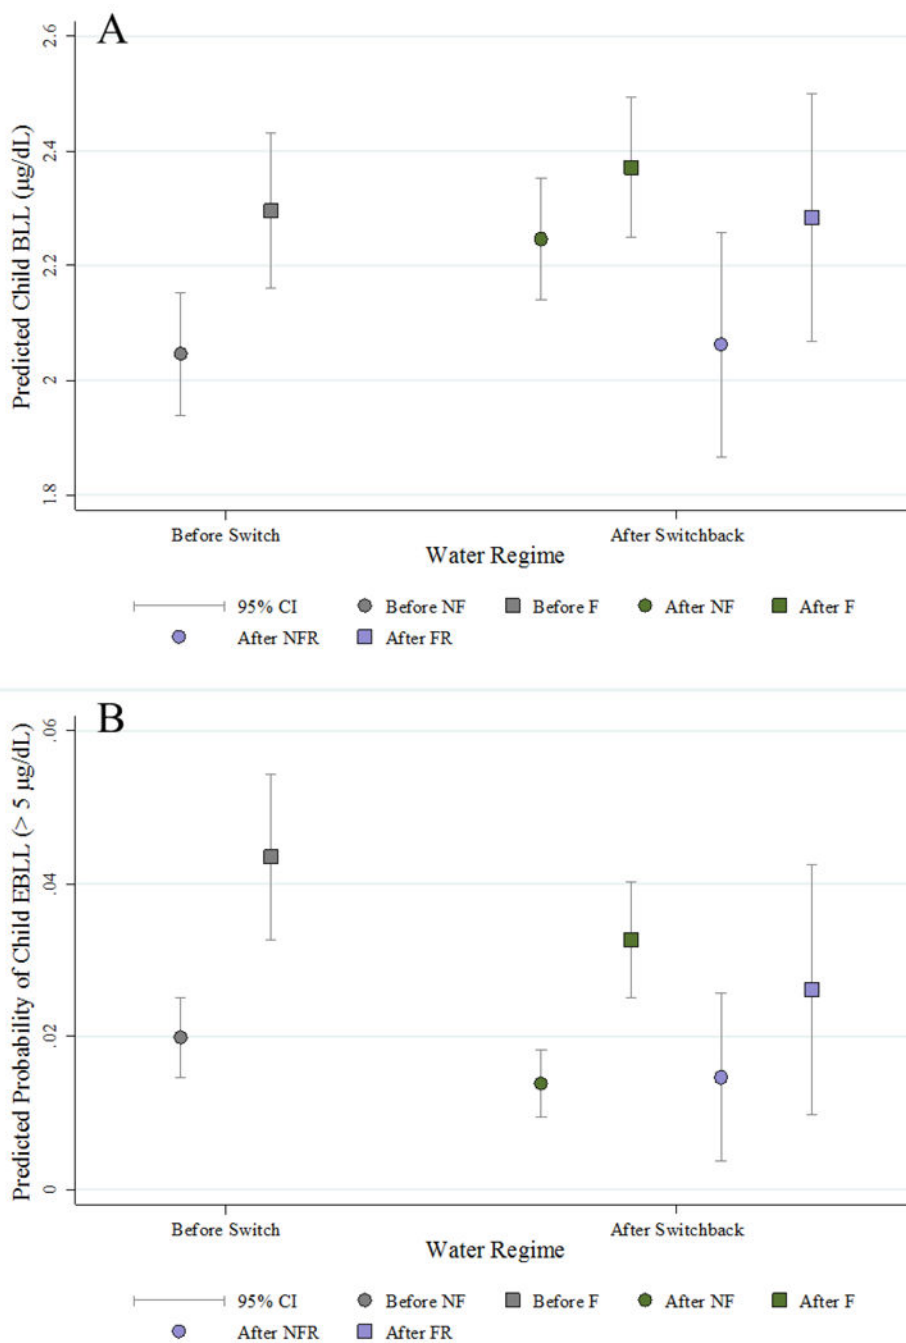 A
Predicted Child BLL (µg/dL)
2.6
2.4
2.2
2
1.8
Before Switch After Switchback
Water Regime
95% CI Before NF Before F After NF After F
After NFR After FR
B
Predicted Probability of Child EBLL (> 5 µg/dL)
.06
.04
.02
0
Before Switch After Switchback
Water Regime
95% CI Before NF Before F After NF After F
After NFR After FR